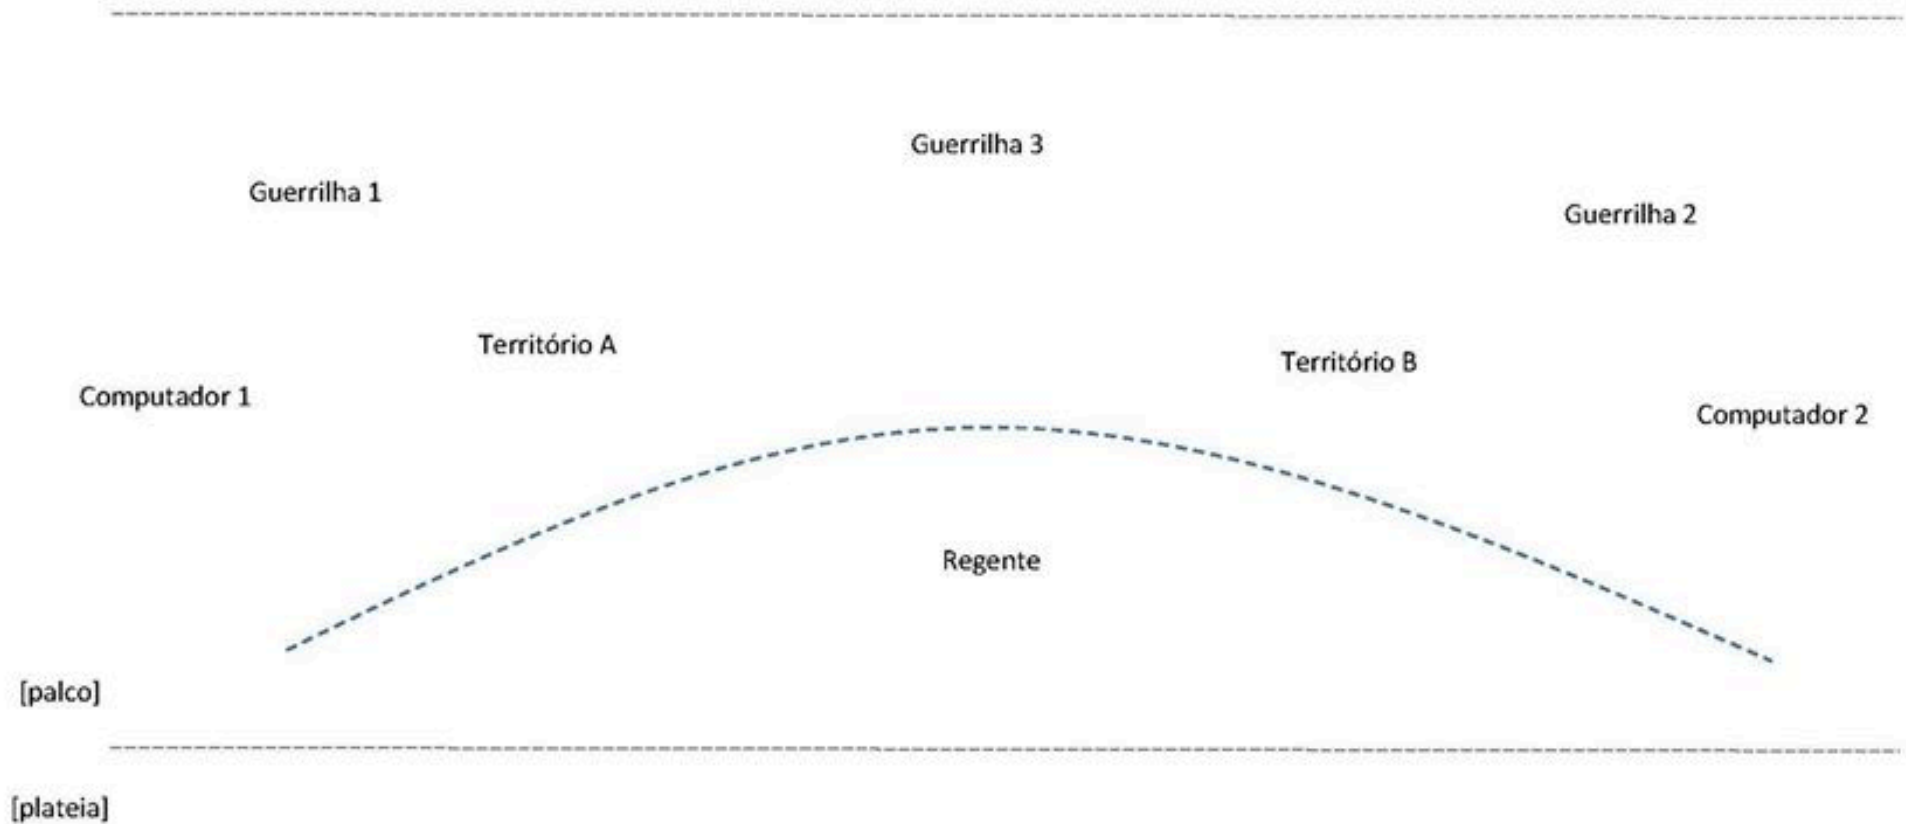 Guerrilha 3
Guerrilha 1
Guerrilha 2
Território A
Território B
Computador 1
Computador 2
Regente
[palco]
[plateia]